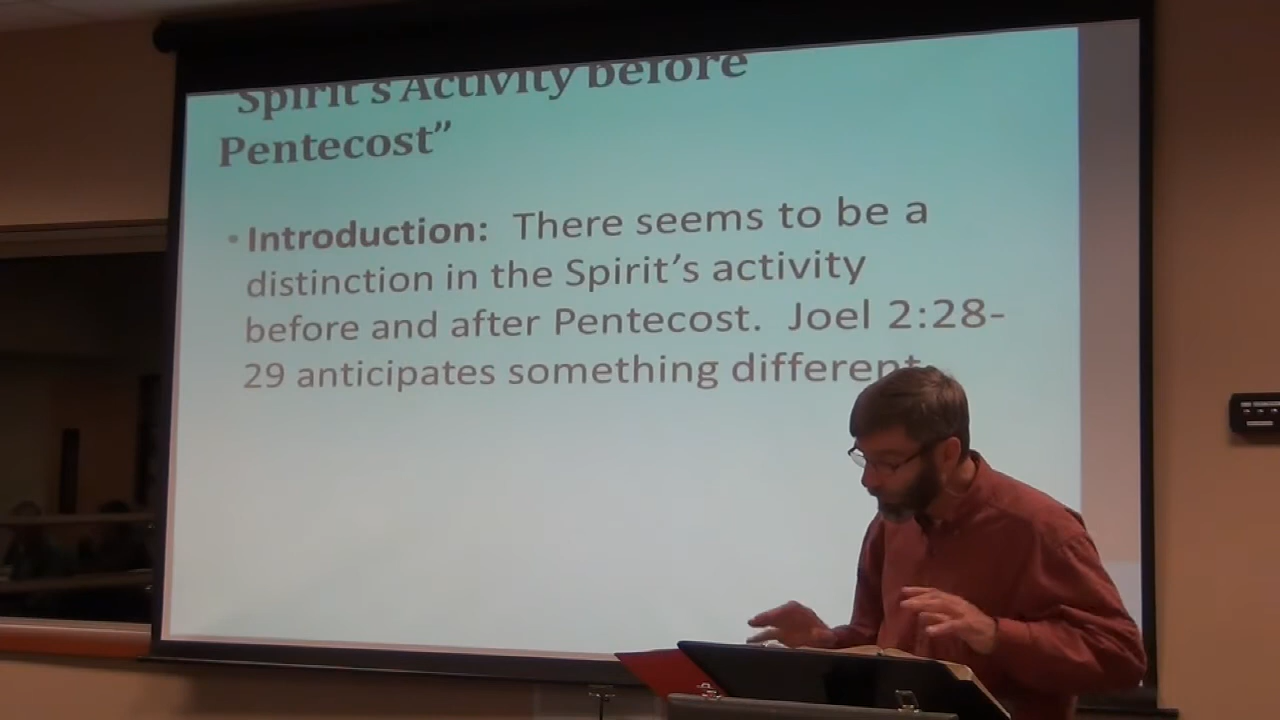 "Spirit's Activity before
Pentecost"
• Introduction: There seems to be a
distinction in the Spirit's activity
before and after Pentecost. Joel 2:28-
29 anticipates something different.